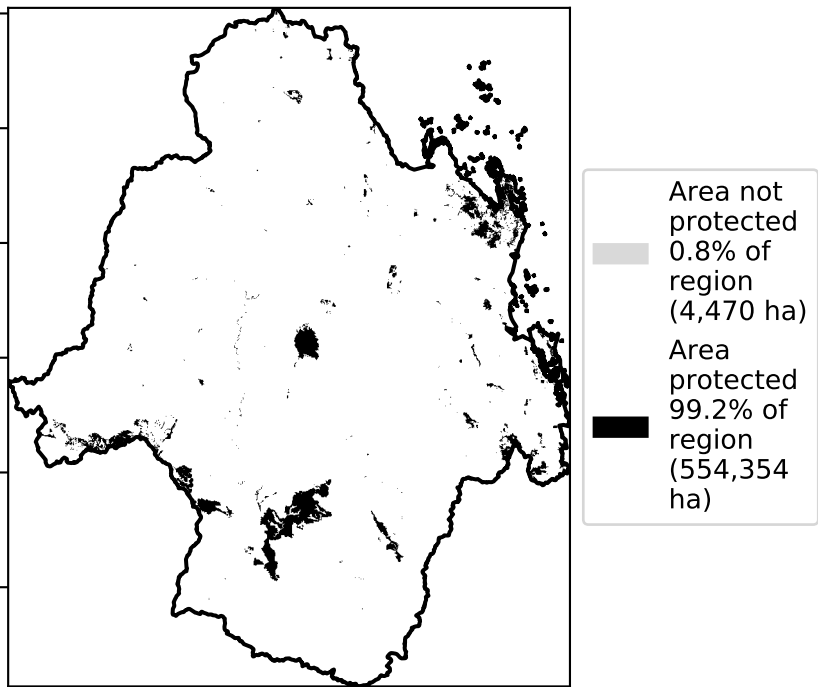 Area not
protected
0.8% of
region
(4,470 ha)
Area
protected
99.2% of
region
(554,354
ha)